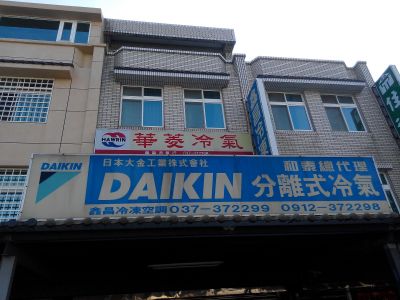 HAWRIN 華菱冷氣
DAIKIN 日本大金工業株式會社 和泰總代理
DAIKIN 分離式冷氣
鑫昌冷凍空調 037-372299 0912-372298